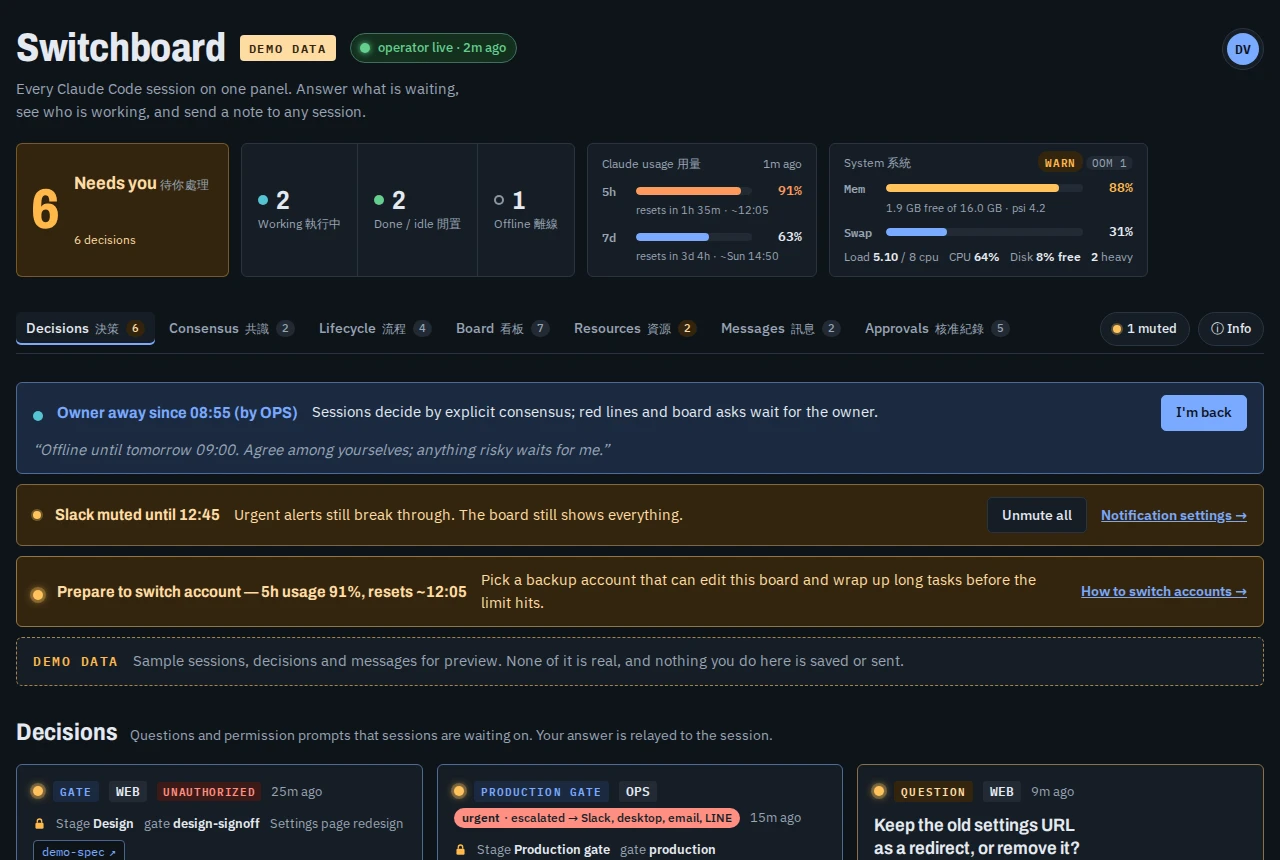 Switchboard DEMO DATA operator live · 2m ago DV
Every Claude Code session on one panel. Answer what is waiting,
see who is working, and send a note to any session.
6 Needs you 待你處理
6 decisions
2
Working 執行中
2
Done / idle 閒置
1
Offline 離線
Claude usage 用量 1m ago
5h 91%
resets in 1h 35m · ~12:05
7d 63%
resets in 3d 4h · ~Sun 14:50
System 系統 WARN OOM 1
Mem 88%
1.9 GB free of 16.0 GB · psi 4.2
Swap 31%
Load 5.10 / 8 cpu CPU 64% Disk 8% free 2 heavy
Decisions 決策 6 Consensus 共識 2 Lifecycle 流程 4 Board 看板 7 Resources 資源 2 Messages 訊息 2 Approvals 核准紀錄 5 1 muted ⓘ Info
Owner away since 08:55 (by OPS) Sessions decide by explicit consensus; red lines and board asks wait for the owner. I'm back
“Offline until tomorrow 09:00. Agree among yourselves; anything risky waits for me.”
Slack muted until 12:45 Urgent alerts still break through. The board still shows everything. Unmute all Notification settings →
Prepare to switch account — 5h usage 91%, resets ~12:05 Pick a backup account that can edit this board and wrap up long tasks before the
limit hits. How to switch accounts →
DEMO DATA Sample sessions, decisions and messages for preview. None of it is real, and nothing you do here is saved or sent.
Decisions Questions and permission prompts that sessions are waiting on. Your answer is relayed to the session.
GATE WEB UNAUTHORIZED 25m ago
Stage Design gate design-signoff Settings page redesign
demo-spec ↗
PRODUCTION GATE OPS
urgent · escalated → Slack, desktop, email, LINE 15m ago
Stage Production gate gate production
QUESTION WEB 9m ago
Keep the old settings URL
as a redirect, or remove it?